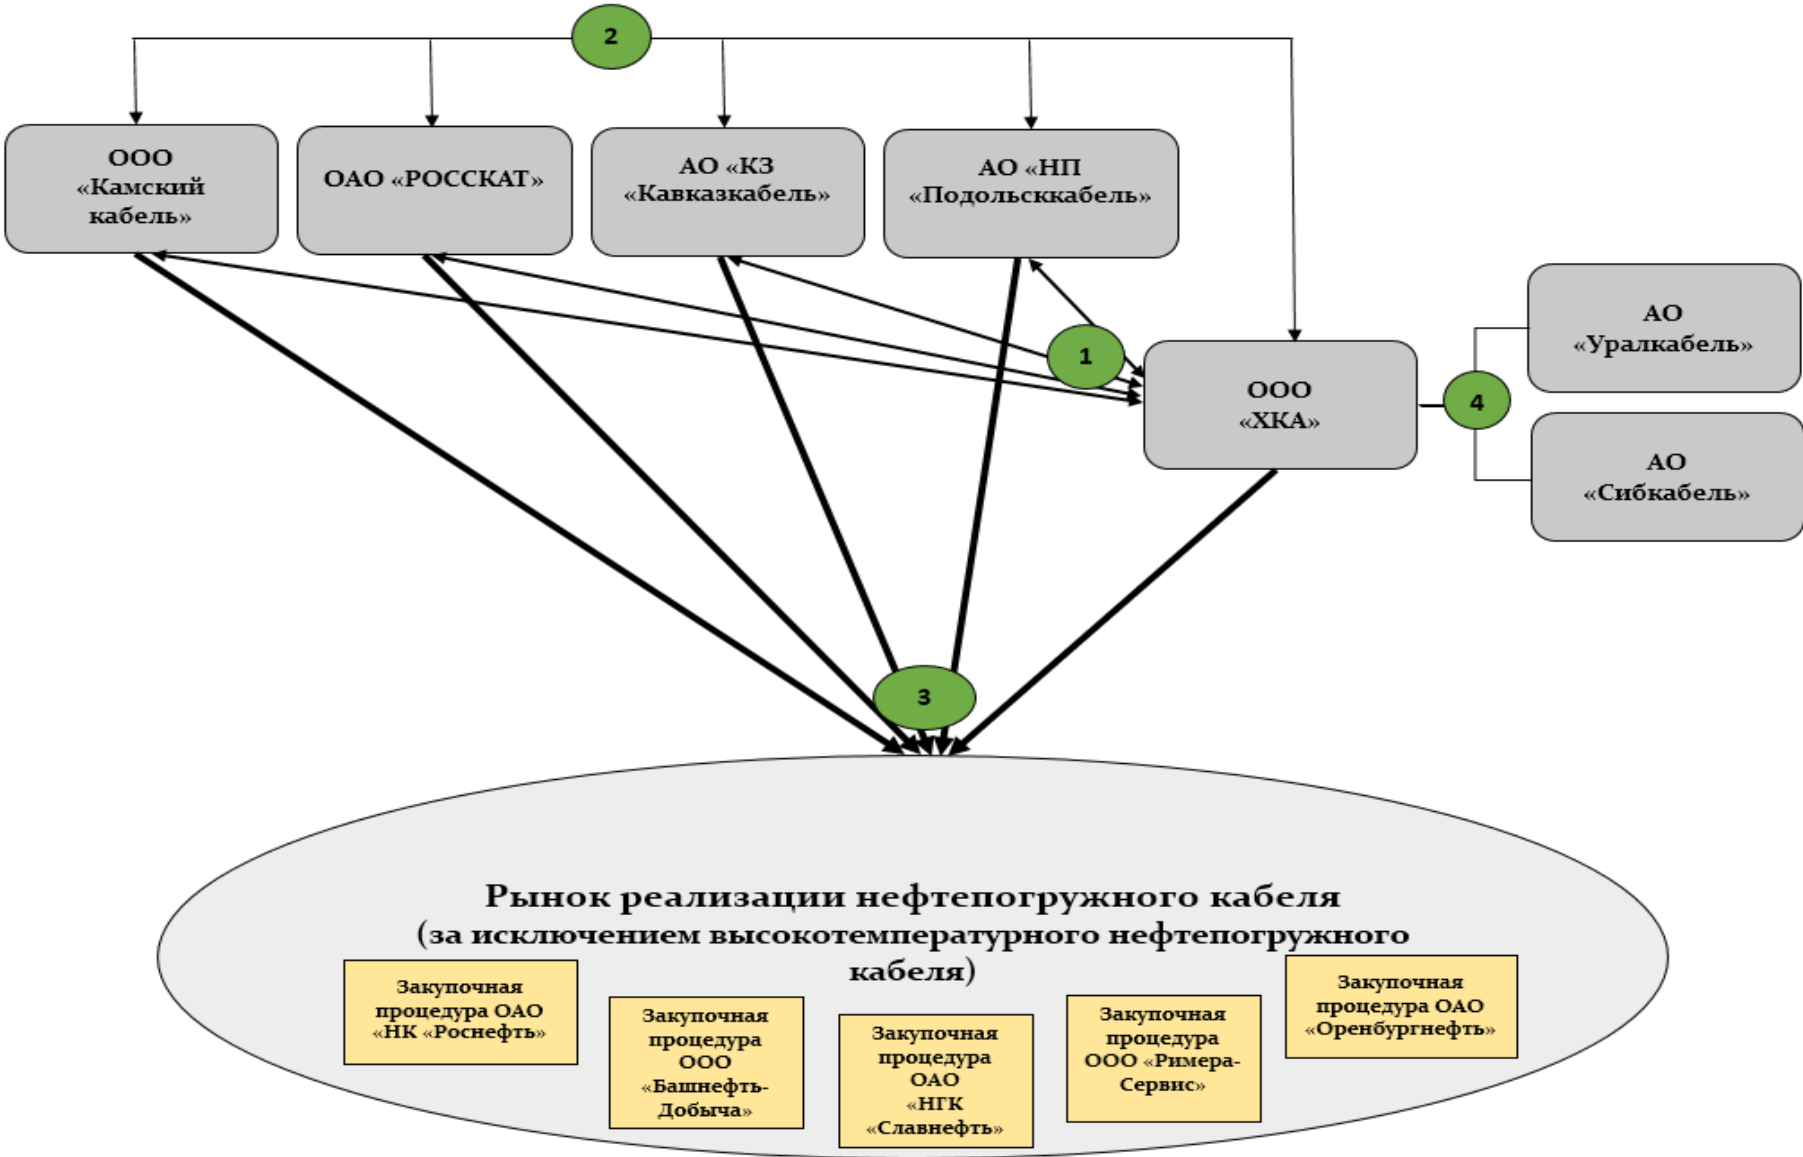 2
ООО
«Камский
кабель»
ОАО «РОССКАТ»
АО «КЗ
«Кавказкабель»
АО «НП
«Подольсккабель»
1
ООО
«ХКА»
4
АО
«Уралкабель»
АО
«Сибкабель»
3
Рынок реализации нефтепогружного кабеля
(за исключением высокотемпературного нефтепогружного
кабеля)
Закупочная
процедура ОАО
«НК «Роснефть»
Закупочная
процедура
ООО
«Башнефть-
Добыча»
Закупочная
процедура
ОАО
«НГК
«Славнефть»
Закупочная
процедура
ООО «Римера-
Сервис»
Закупочная
процедура ОАО
«Оренбургнефть»